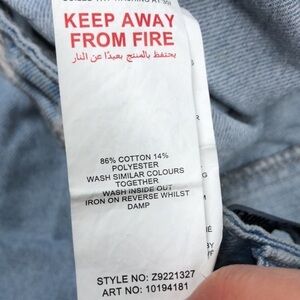 KEEP AWAY
FROM FIRE
يحتفظ بالمنتج بعيدًا عن النار
86% COTTON 14%
POLYESTER
WASH SIMILAR COLOURS
TOGETHER
WASH INSIDE OUT
IRON ON REVERSE WHILST
DAMP
STYLE NO: Z9221327
ART NO: 10194181